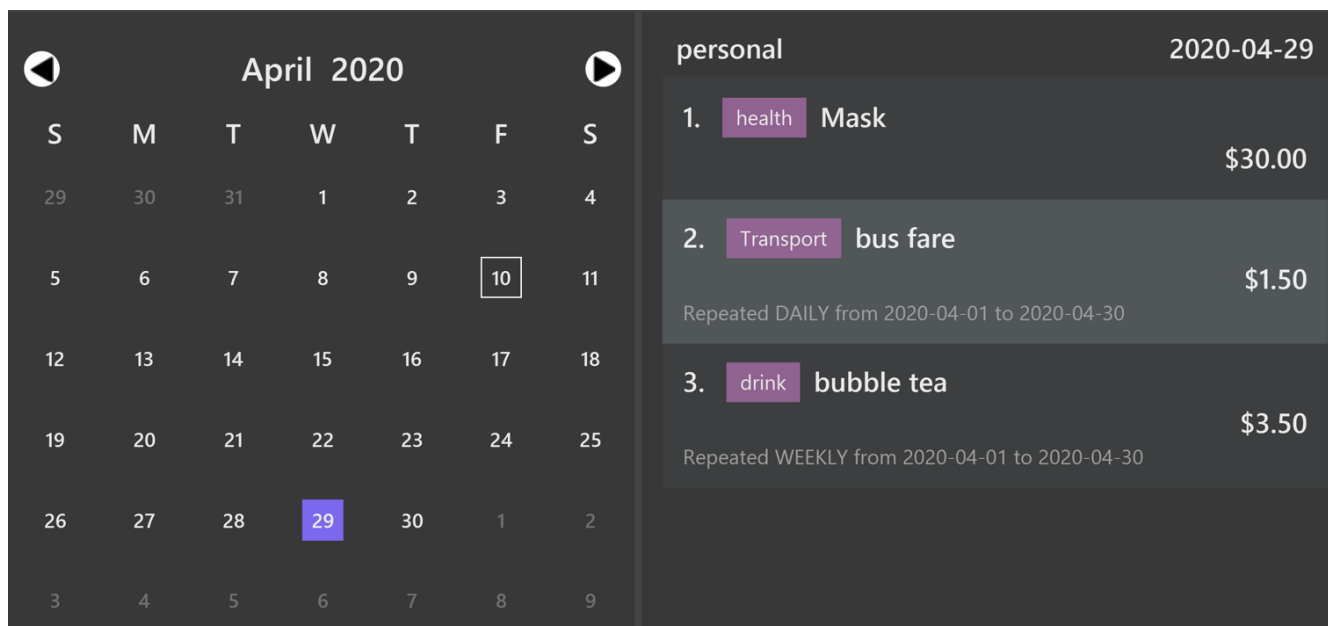 April 2020
S M T W T F S
29 30 31 1 2 3 4
5 6 7 8 9 10 11
12 13 14 15 16 17 18
19 20 21 22 23 24 25
26 27 28 29 30 1 2
3 4 5 6 7 8 9
personal 2020-04-29
1. health Mask
$30.00
2. Transport bus fare
$1.50
Repeated DAILY from 2020-04-01 to 2020-04-30
3. drink bubble tea
$3.50
Repeated WEEKLY from 2020-04-01 to 2020-04-30